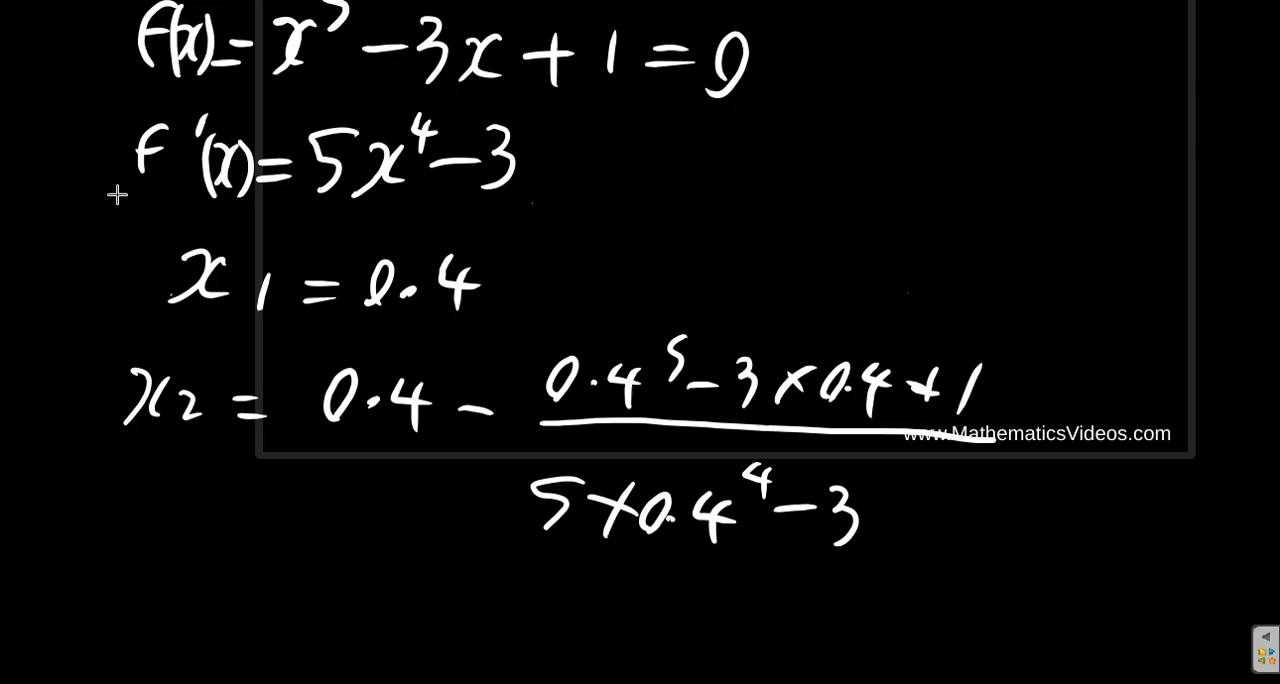 f(x)=x⁵-3x+1=0
f'(x)=5x⁴-3
x1=0.4
x2=0.4-(0.4⁵-3×0.4+1)/(5×0.4⁴-3)
www.MathematicsVideos.com